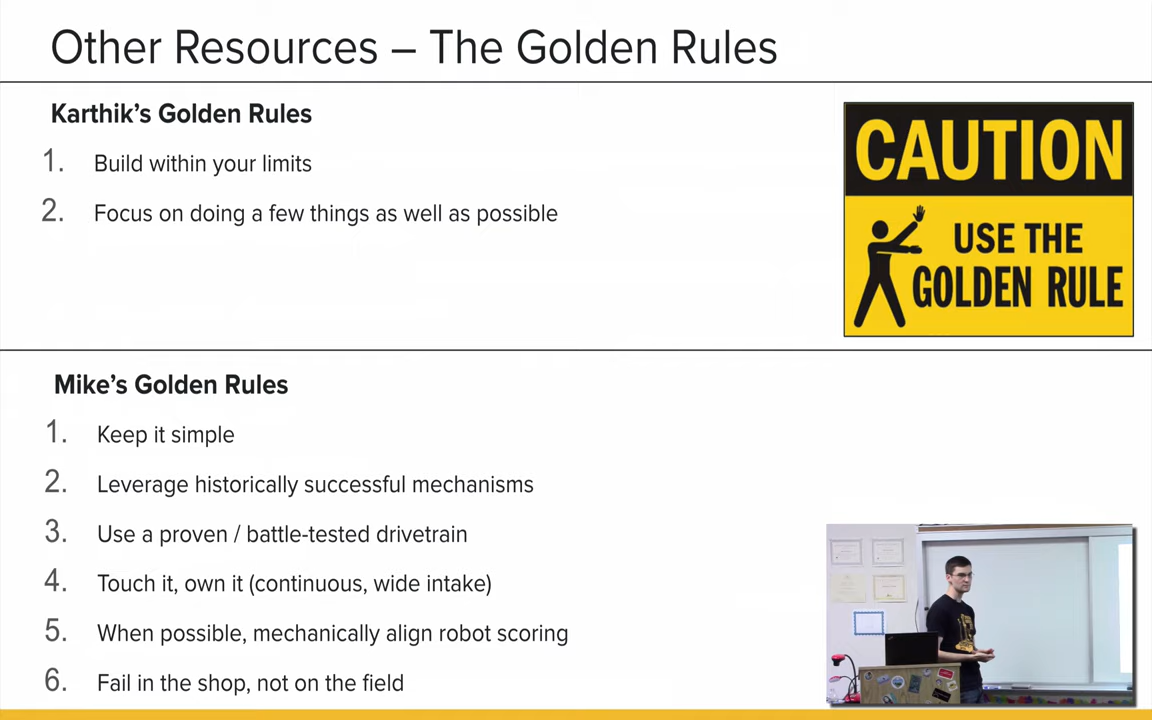 Other Resources – The Golden Rules
Karthik's Golden Rules
1. Build within your limits
2. Focus on doing a few things as well as possible
CAUTION
USE THE
GOLDEN RULE
Mike's Golden Rules
1. Keep it simple
2. Leverage historically successful mechanisms
3. Use a proven / battle-tested drivetrain
4. Touch it, own it (continuous, wide intake)
5. When possible, mechanically align robot scoring
6. Fail in the shop, not on the field